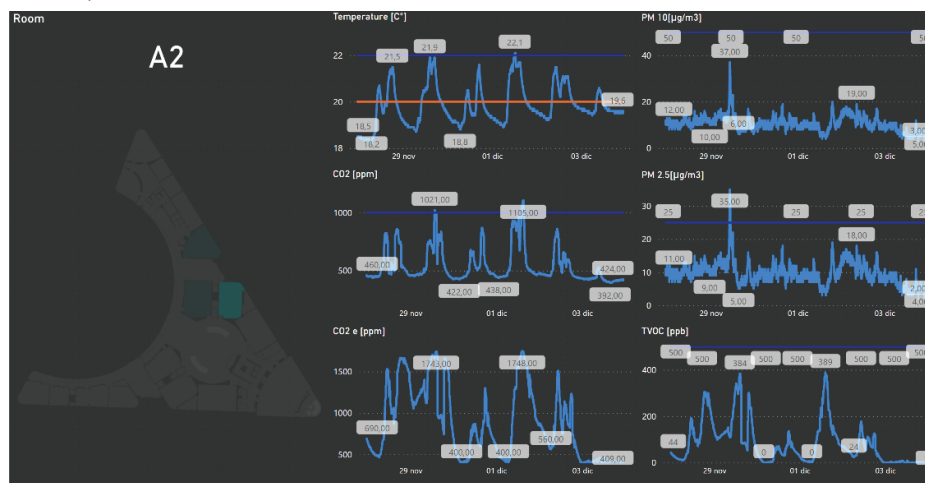 Room
A2
Temperature [C°]
22
20
18
18,5
18,2
21,5
21,9
18,8
22,1
19,6
29 nov
01 dic
03 dic
PM 10[µg/m3]
40
20
0
50
50
50
12,00
10,00
37,00
6,00
19,00
3,00
29 nov
01 dic
03 dic
CO2 [ppm]
1000
500
460,00
1021,00
422,00
438,00
1105,00
424,00
392,00
29 nov
01 dic
03 dic
PM 2.5[µg/m3]
30
20
10
0
25
35,00
25
25
11,00
9,00
5,00
18,00
2,00
29 nov
01 dic
03 dic
CO2 e [ppm]
1500
1000
500
690,00
1743,00
400,00
400,00
1748,00
560,00
409,00
29 nov
01 dic
03 dic
TVOC [ppb]
400
200
0
500
500
384
500
500
389
500
500
44
0
0
24
29 nov
01 dic
03 dic